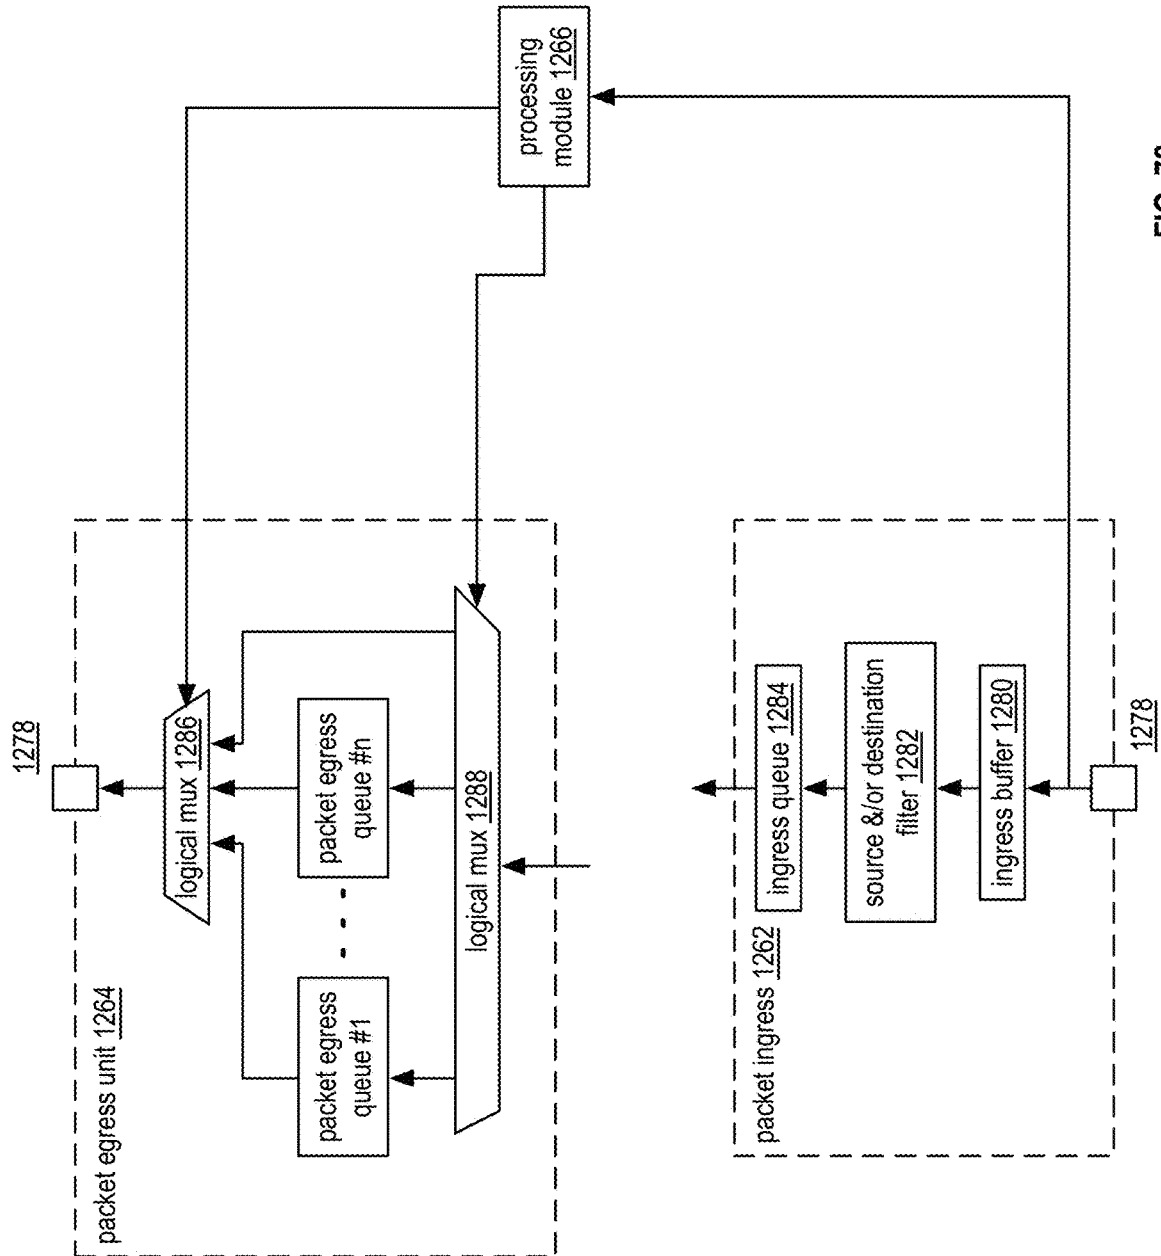 packet egress unit 1264
1278
logical mux 1286
packet egress
queue #1
packet egress
queue #n
logical mux 1288
processing
module 1266
packet ingress 1262
ingress queue 1284
source &/or destination
filter 1282
ingress buffer 1280
1278